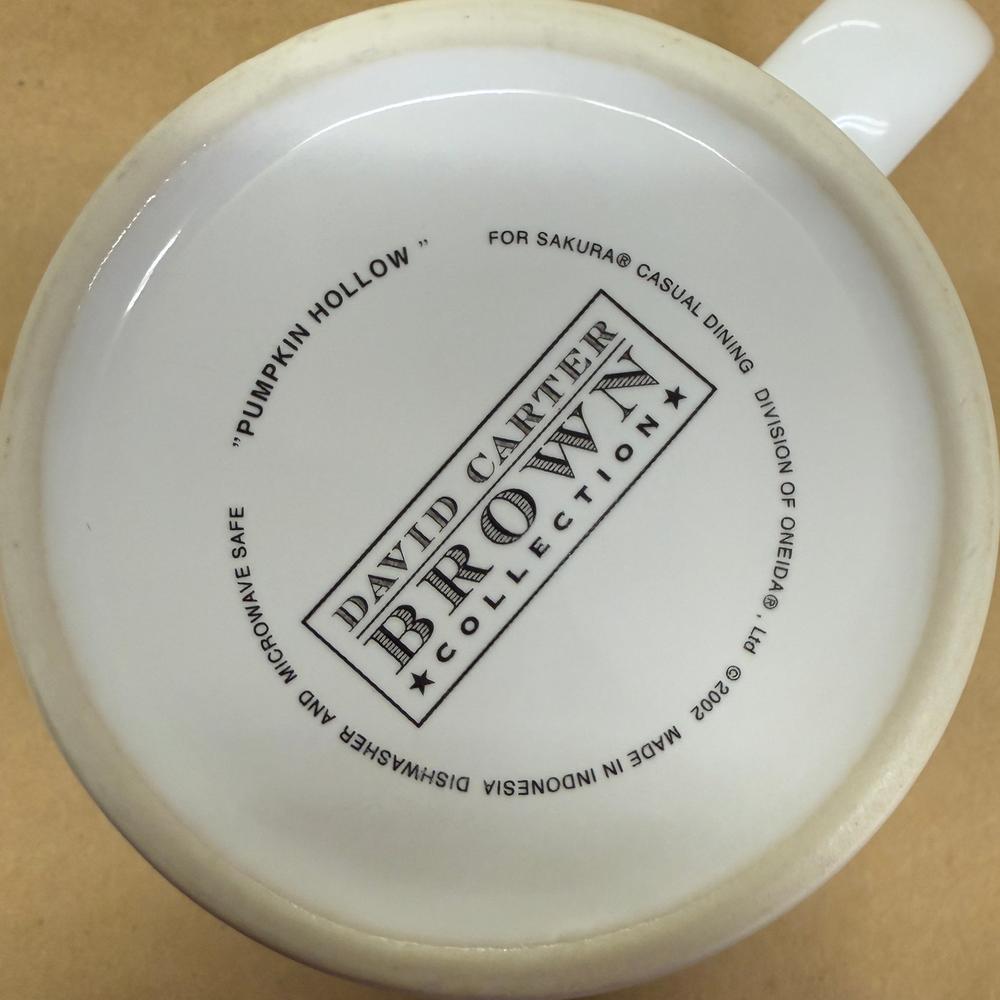 "PUMPKIN HOLLOW"
FOR SAKURA® CASUAL DINING DIVISION OF ONEIDA®, Ltd ©2002 MADE IN INDONESIA DISHWASHER AND MICROWAVE SAFE
DAVID CARTER
BROWN
★COLLECTION★